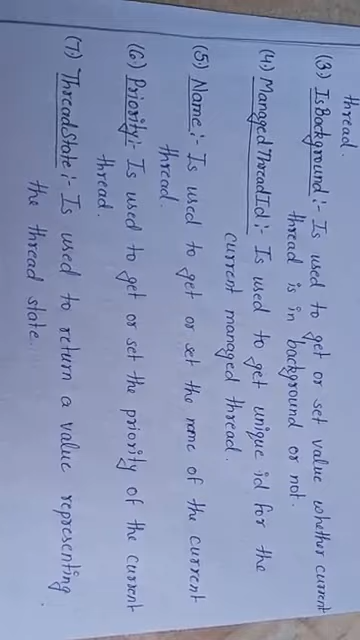 thread.
(3) IsBackground:- Is used to get or set value whether current
thread is in background or not.
(4) ManagedThreadId:- Is used to get unique id for the
current managed thread.
(5) Name:- Is used to get or set the name of the current
thread.
(6) Priority:- Is used to get or set the priority of the current
thread.
(7) ThreadState:- Is used to return a value representing
the thread state.